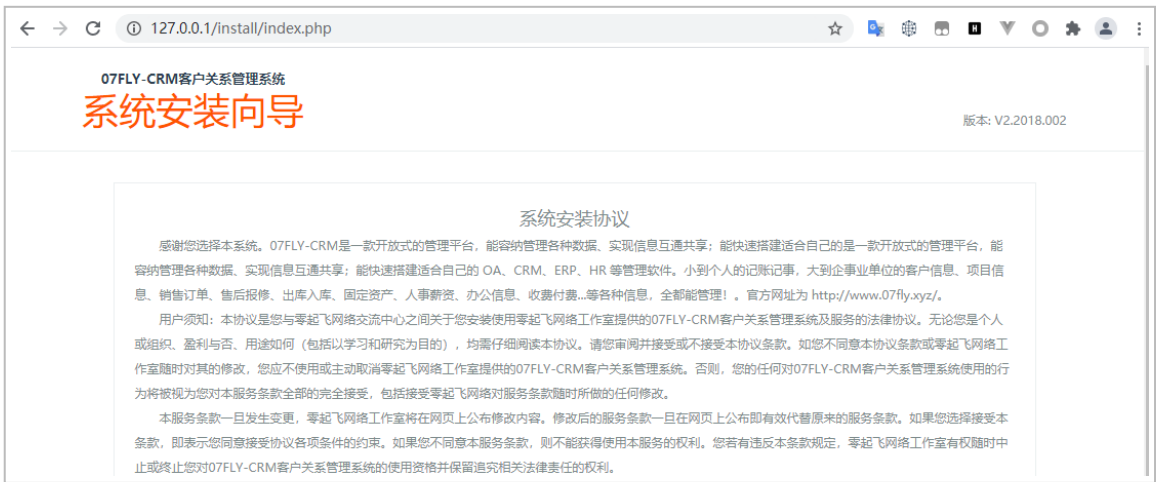 127.0.0.1/install/index.php
07FLY-CRM客户关系管理系统
系统安装向导
版本: V2.2018.002
系统安装协议
感谢您选择本系统。07FLY-CRM是一款开放式的管理平台，能容纳管理各种数据、实现信息互通共享；能快速搭建适合自己的是一款开放式的管理平台，能
容纳管理各种数据、实现信息互通共享；能快速搭建适合自己的 OA、CRM、ERP、HR 等管理软件。小到个人的记账记事，大到企事业单位的客户信息、项目信
息、销售订单、售后报修、出库入库、固定资产、人事薪资、办公信息、收费付费...等各种信息，全都能管理！。官方网址为 http://www.07fly.xyz/。
用户须知：本协议是您与零起飞网络交流中心之间关于您安装使用零起飞网络工作室提供的07FLY-CRM客户关系管理系统及服务的法律协议。无论您是个人
或组织、盈利与否、用途如何（包括以学习和研究为目的），均需仔细阅读本协议。请您审阅并接受或不接受本协议条款。如您不同意本协议条款或零起飞网络工
作室随时对其的修改，您应不使用或主动取消零起飞网络工作室提供的07FLY-CRM客户关系管理系统。否则，您的任何对07FLY-CRM客户关系管理系统使用的行
为将被视为您对本服务条款全部的完全接受，包括接受零起飞网络对服务条款随时所做的任何修改。
本服务条款一旦发生变更，零起飞网络工作室将在网页上公布修改内容。修改后的服务条款一旦在网页上公布即有效代替原来的服务条款。如果您选择接受本
条款，即表示您同意接受协议各项条件的约束。如果您不同意本服务条款，则不能获得使用本服务的权利。您若有违反本条款规定，零起飞网络工作室有权随时中
止或终止您对07FLY-CRM客户关系管理系统的使用资格并保留追究相关法律责任的权利。